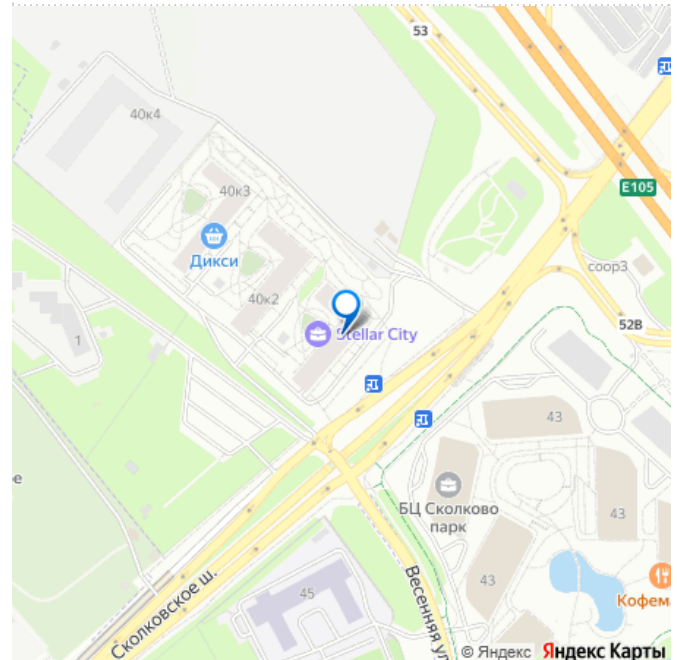 53
40к4
E105
40к3
Дикси
соор3
40к2
52В
1
Stellar City
43
е
БЦ Сколково
парк
43
43
45
Кофем
Сколковское ш.
Весенняя ул
© Яндекс Яндекс Карты